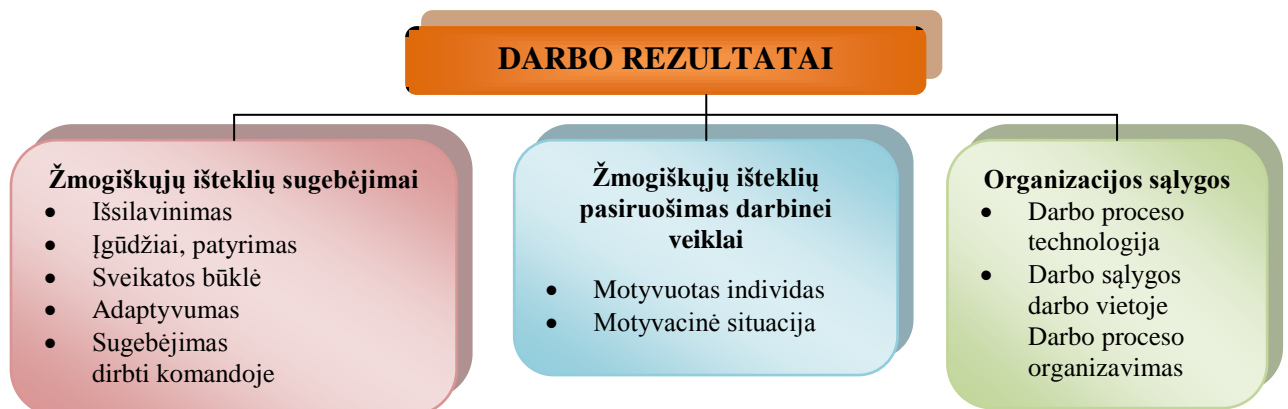 DARBO REZULTATAI
Žmogiškųjų išteklių sugebėjimai
• Išsilavinimas
• Įgūdžiai, patyrimas
• Sveikatos būklė
• Adaptyvumas
• Sugebėjimas
dirbti komandoje
Žmogiškųjų išteklių
pasiruošimas darbinei
veiklai
• Motyvuotas individas
• Motyvacinė situacija
Organizacijos sąlygos
• Darbo proceso
technologija
• Darbo sąlygos
darbo vietoje
Darbo proceso
organizavimas